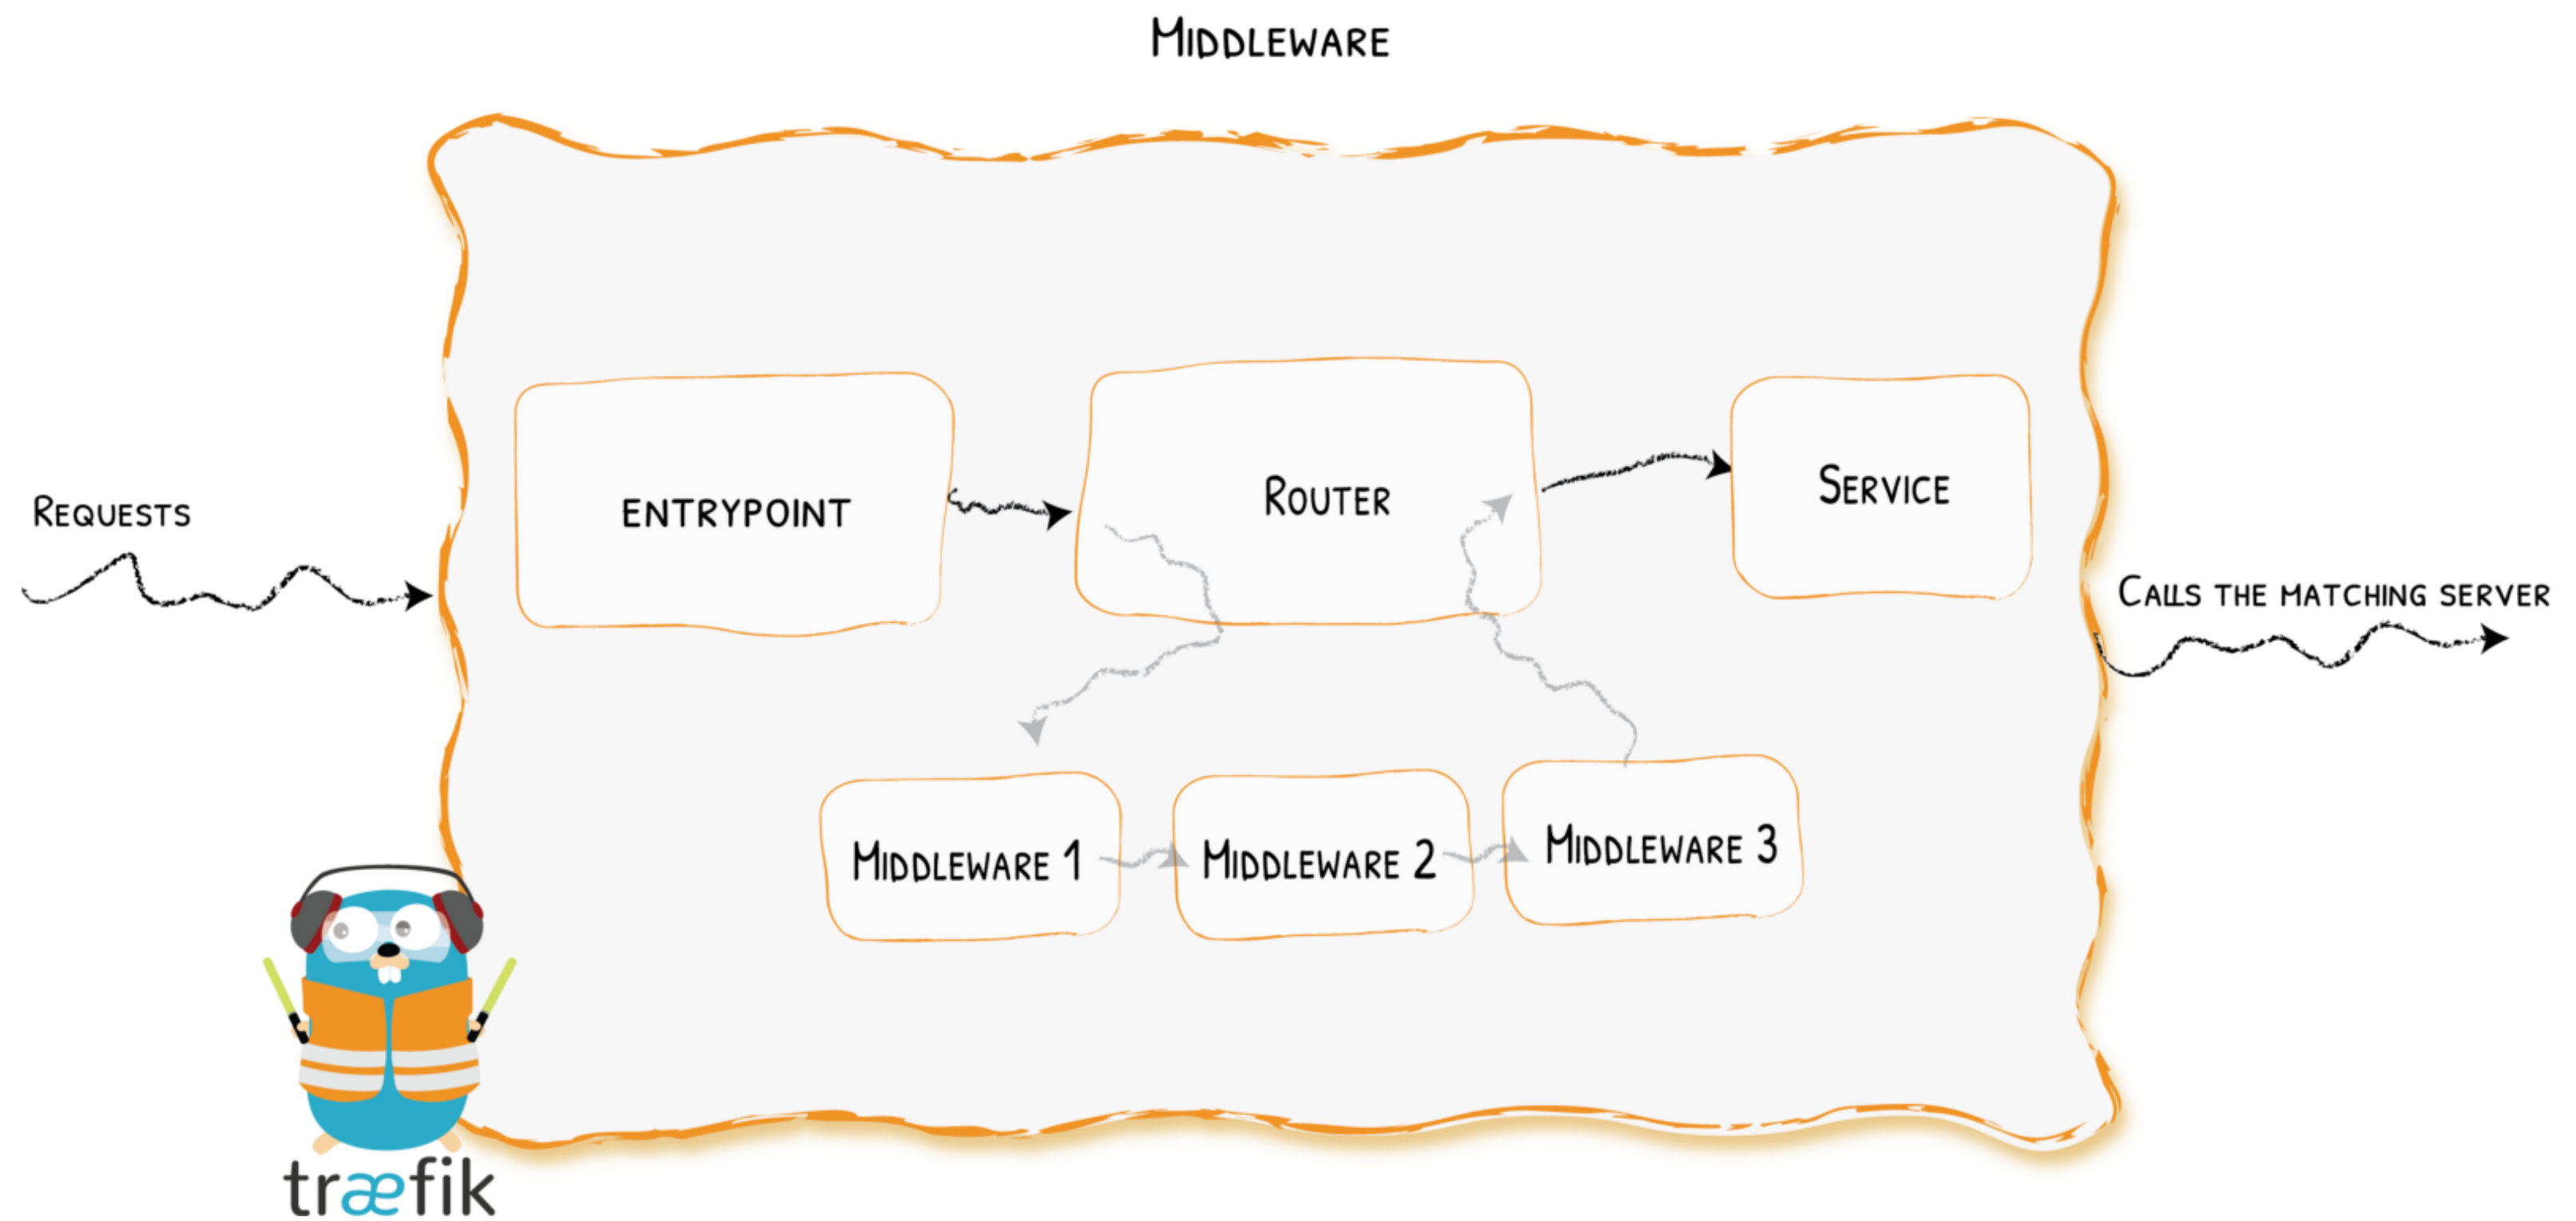 Middleware
Requests
entrypoint
Router
Service
Calls the matching server
Middleware 1
Middleware 2
Middleware 3
træfik